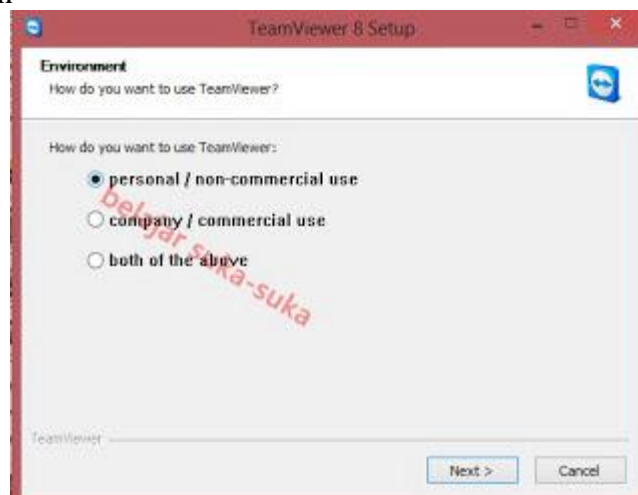 TeamViewer 8 Setup
Environment
How do you want to use TeamViewer?
How do you want to use TeamViewer:
personal / non-commercial use
company / commercial use
both of the above
belajar suka-suka
TeamViewer
Next >
Cancel